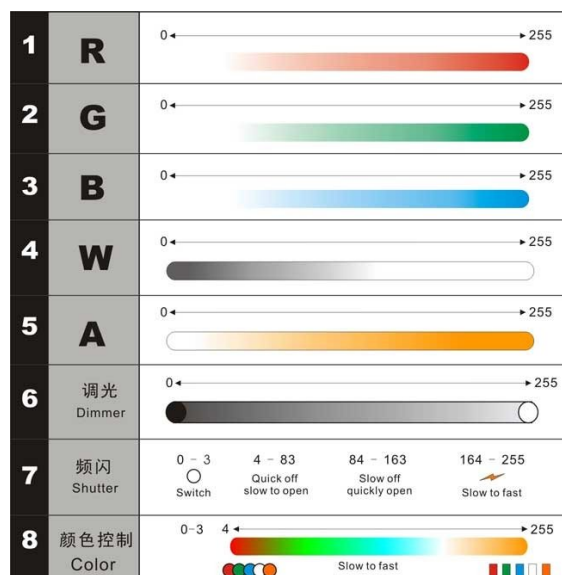 1 R 0 255
2 G 0 255
3 B 0 255
4 W 0 255
5 A 0 255
6 调光 Dimmer 0 255
7 频闪 Shutter
0 - 3 4 - 83 84 - 163 164 - 255
Switch Quick off slow to open Slow off quickly open Slow to fast
8 颜色控制 Color 0-3 4 255
Slow to fast